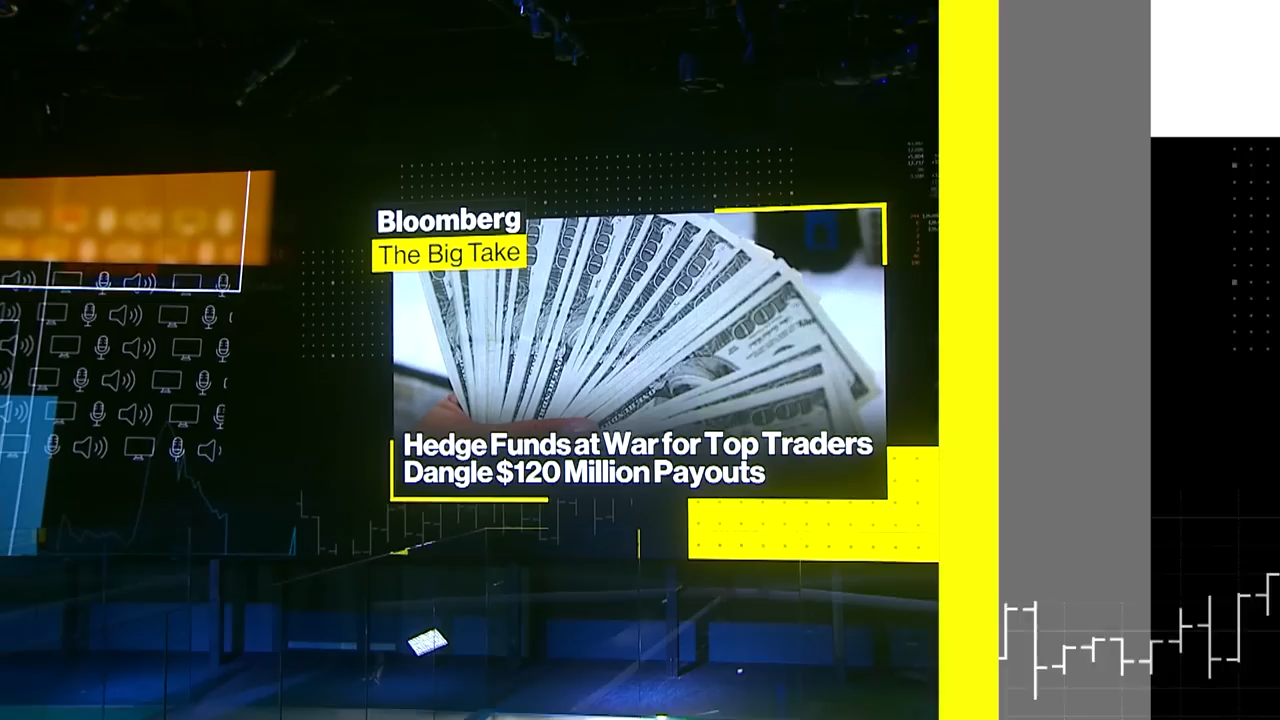 Bloomberg
The Big Take
Hedge Funds at War for Top Traders
Dangle $120 Million Payouts